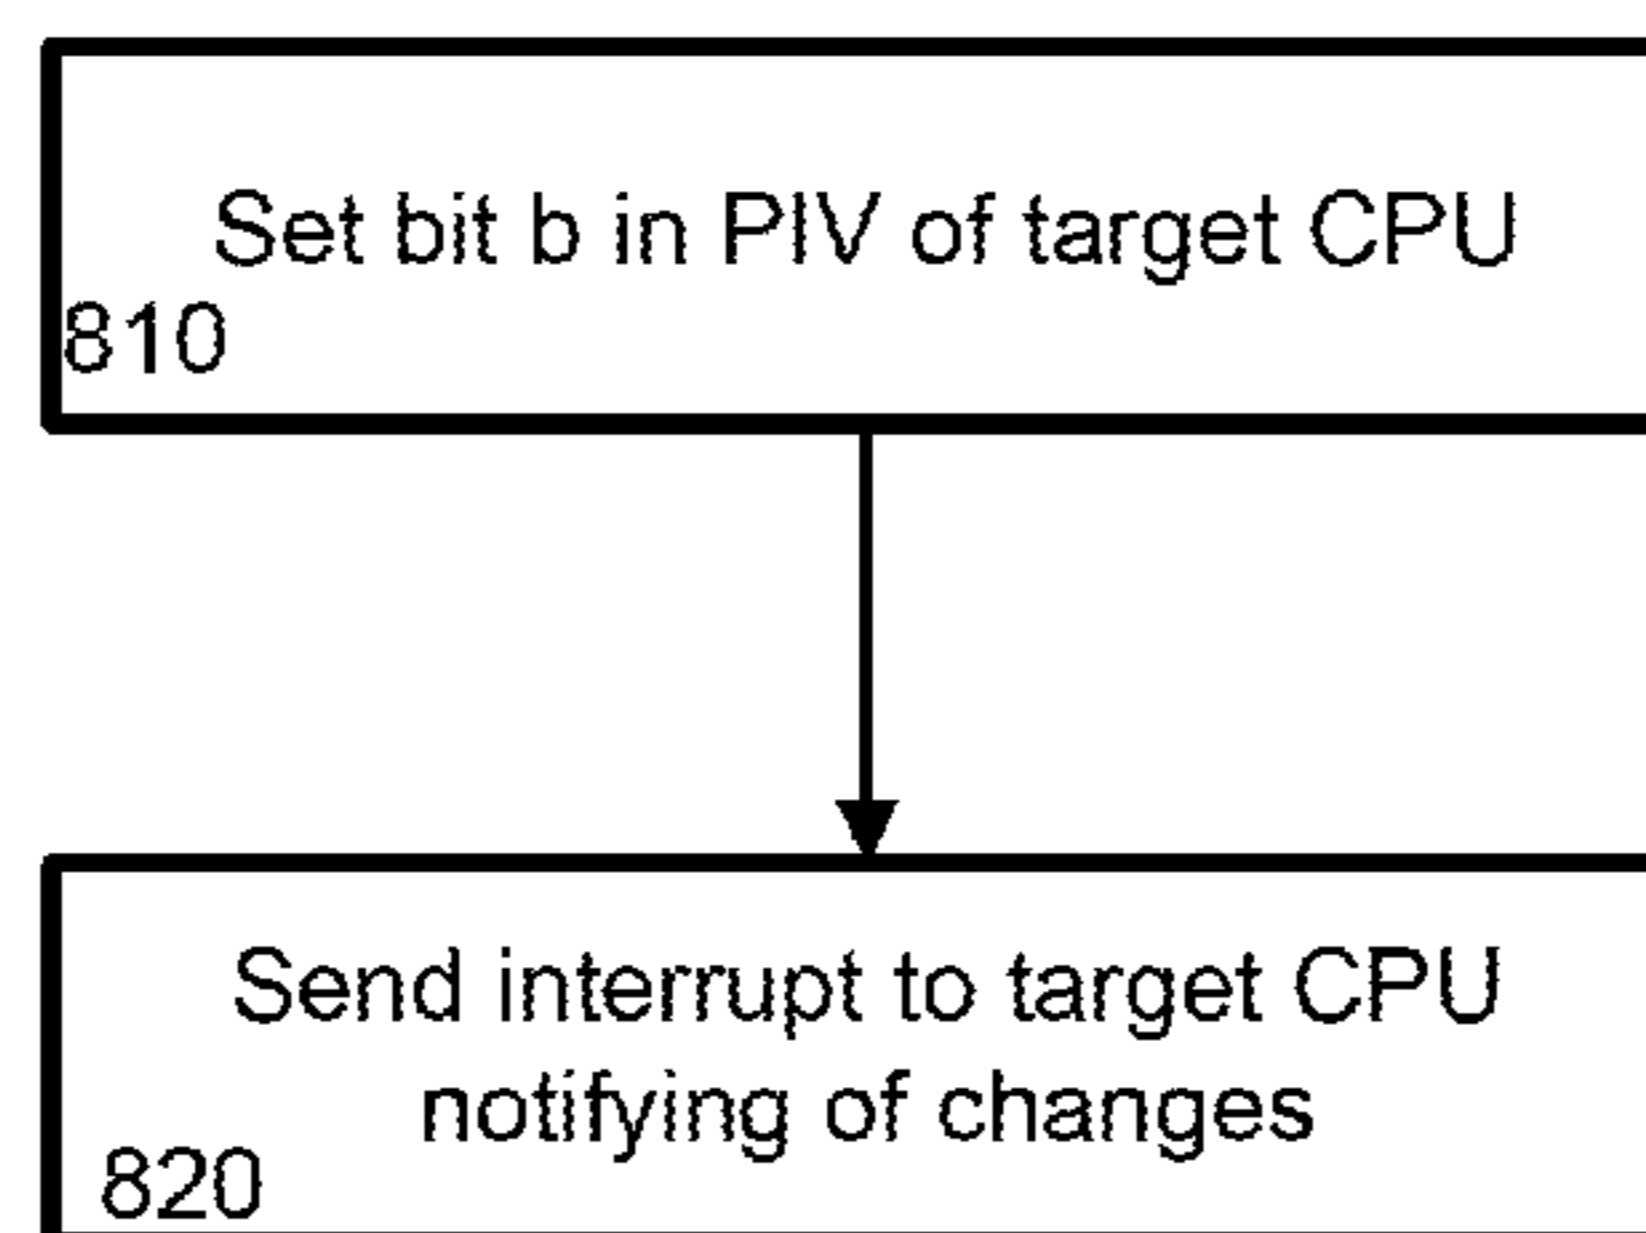 Set bit b in PIV of target CPU
810
Send interrupt to target CPU
notifying of changes
820